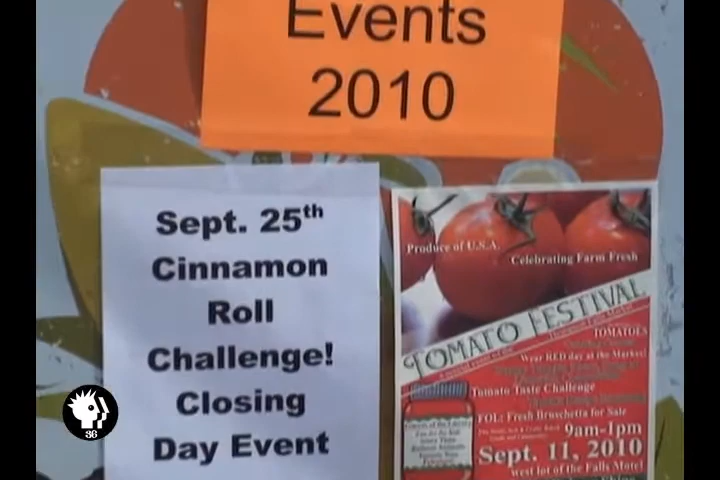 Events
2010
Sept. 25th
Cinnamon
Roll
Challenge!
Closing
Day Event
Produce of U.S.A.
Celebrating Farm Fresh
TOMATO FESTIVAL
TOMATOES
Wear RED day at the Market!
Tomato Taste Challenge
FOL: Fresh Bruschetta for Sale
9am-1pm
Sept. 11, 2010
west lot of the Falls Motel
36